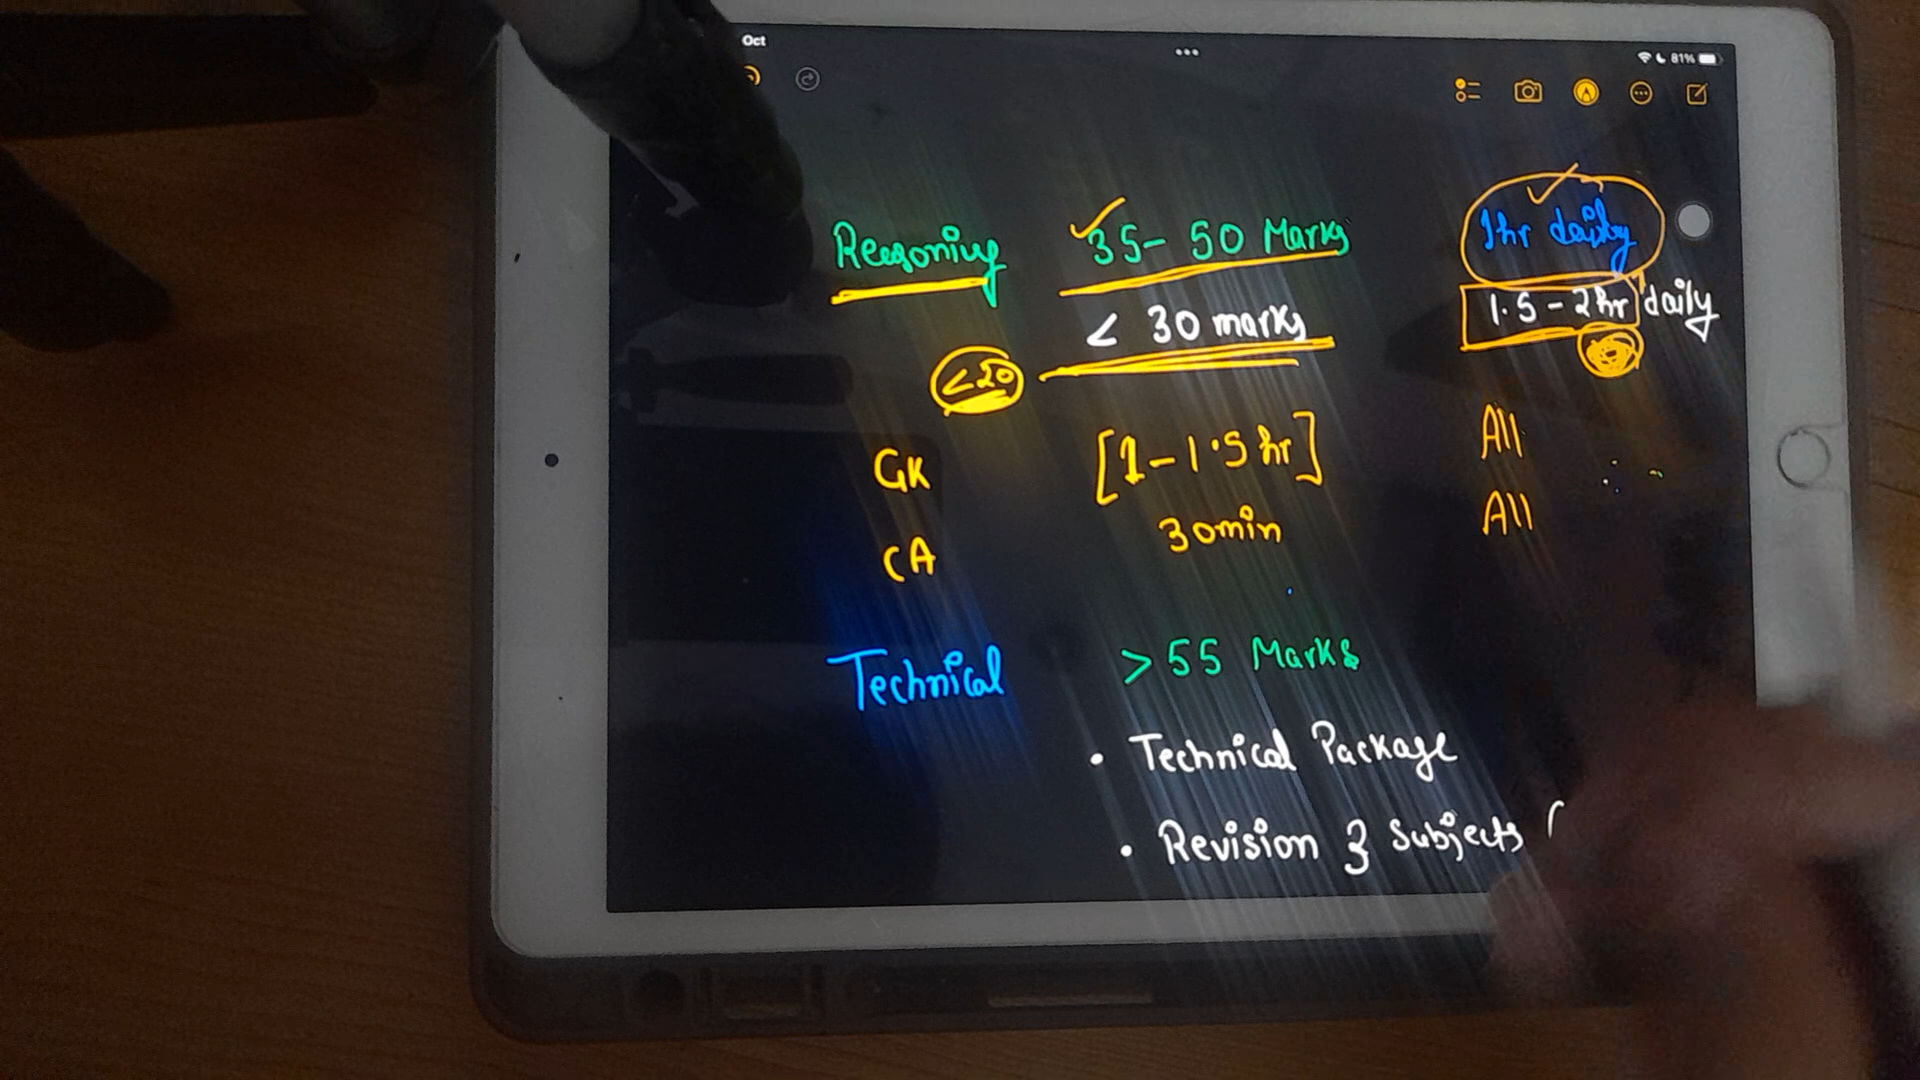 Oct
81%
Reasoning 35-50 Marks 1hr daily
< 30 marks 1.5-2hr daily
<20
GK [1-1.5 hr] All
CA 30min All
Technical >55 Marks
• Technical Package
• Revision 3 Subjects (